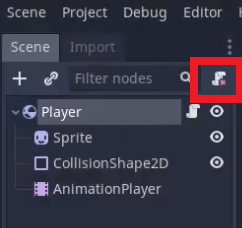 Scene Project Debug Editor
Scene Import
Filter nodes
Player
Sprite
CollisionShape2D
AnimationPlayer